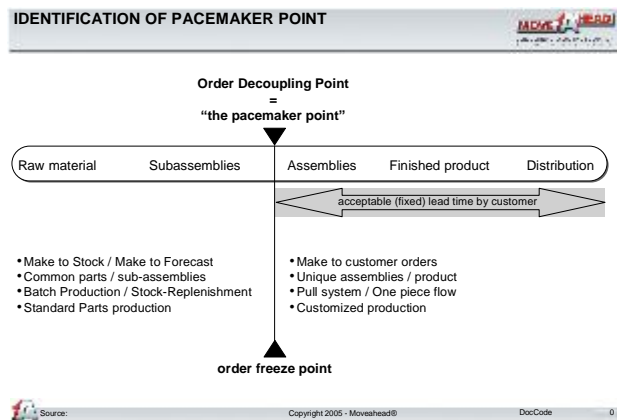 IDENTIFICATION OF PACEMAKER POINT
MOVE AHEAD
Order Decoupling Point
=
“the pacemaker point”
Raw material Subassemblies Assemblies Finished product Distribution
acceptable (fixed) lead time by customer
•Make to Stock / Make to Forecast
•Common parts / sub-assemblies
•Batch Production / Stock-Replenishment
•Standard Parts production
•Make to customer orders
•Unique assemblies / product
•Pull system / One piece flow
•Customized production
order freeze point
Source: Copyright 2005 - Moveahead® DocCode 0